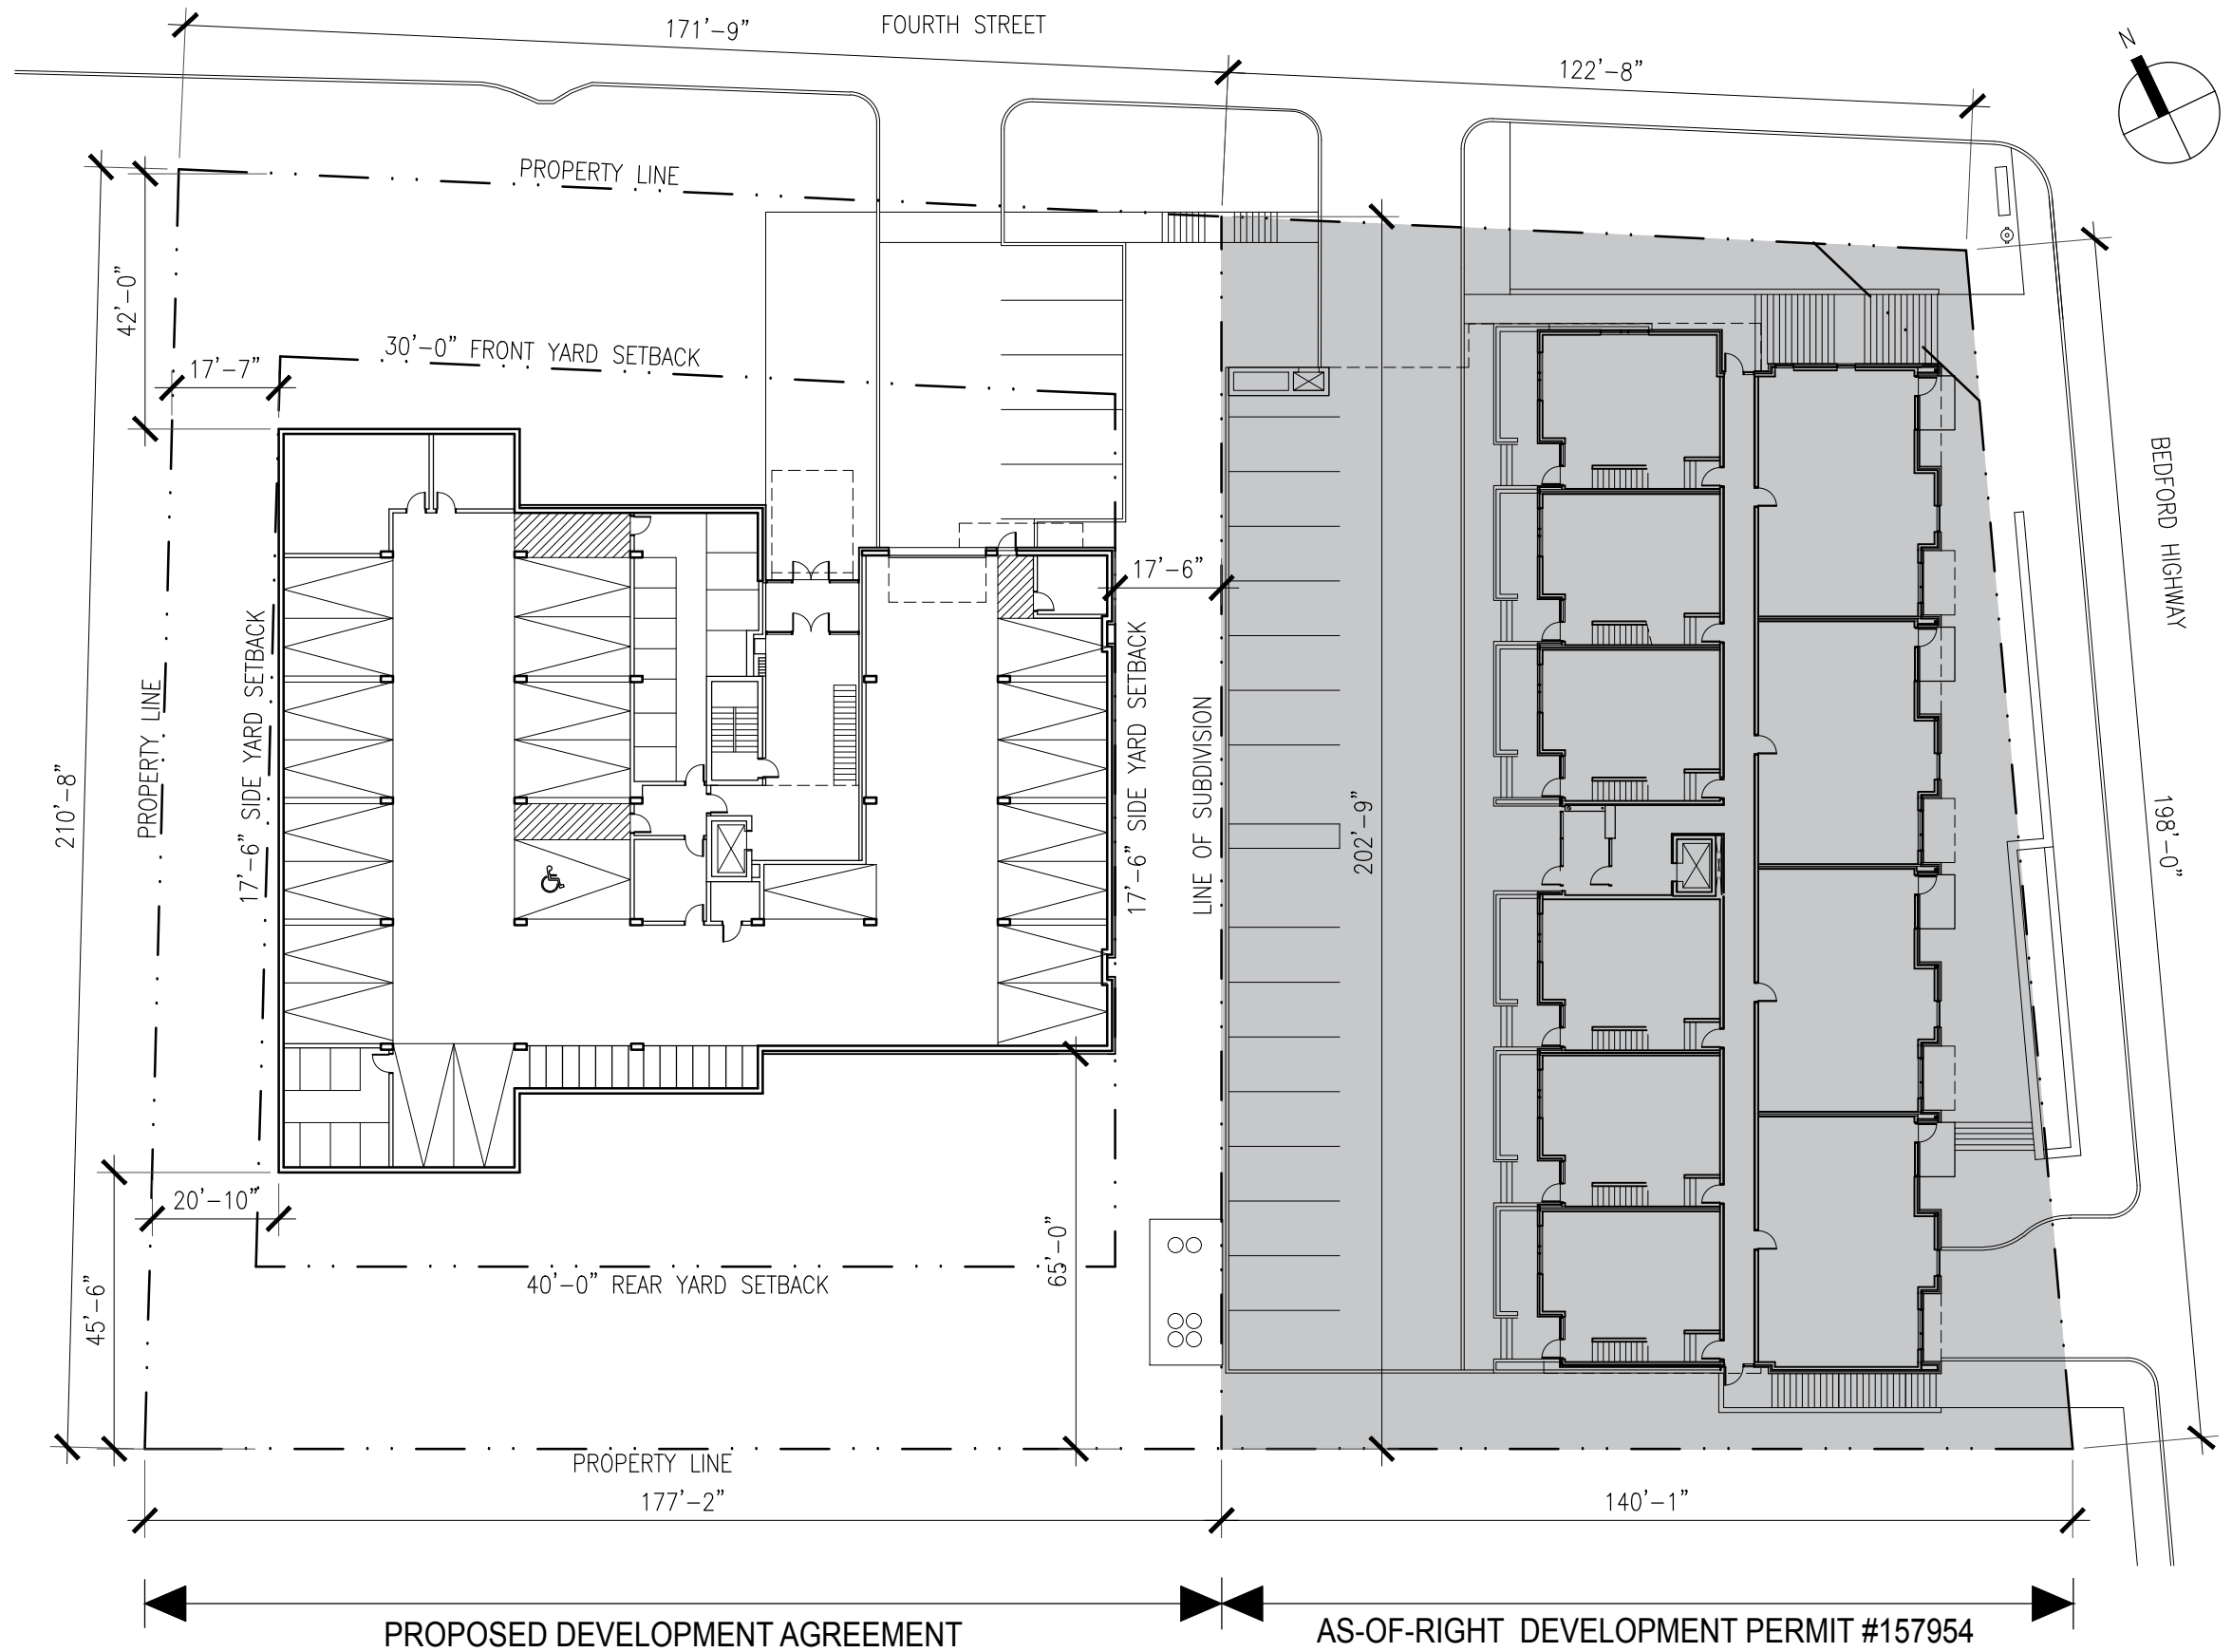 171'-9"
FOURTH STREET
122'-8"
N
PROPERTY LINE
42'-0"
30'-0" FRONT YARD SETBACK
17'-7"
BEDFORD HIGHWAY
17'-6"
17'-6" SIDE YARD SETBACK
PROPERTY LINE
210'-8"
17'-6" SIDE YARD SETBACK
LINE OF SUBDIVISION
202'-9"
198'-0"
20'-10"
65'-0"
45'-6"
40'-0" REAR YARD SETBACK
PROPERTY LINE
177'-2"
140'-1"
PROPOSED DEVELOPMENT AGREEMENT
AS-OF-RIGHT DEVELOPMENT PERMIT #157954